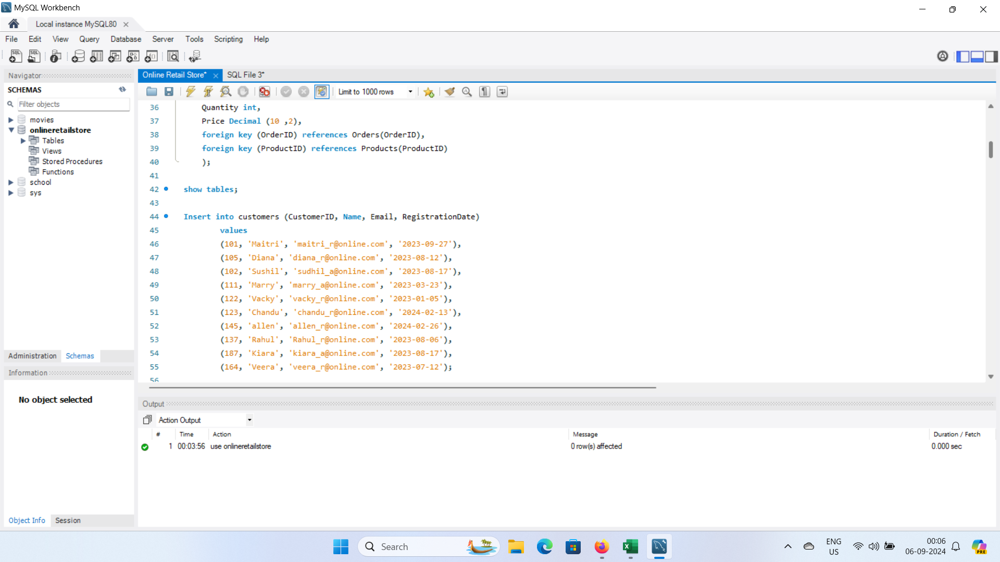 MySQL Workbench
Local instance MySQL80
File Edit View Query Database Server Tools Scripting Help
Navigator
SCHEMAS
Filter objects
movies
onlineretailstore
Tables
Views
Stored Procedures
Functions
school
sys
Administration Schemas
Information
No object selected
Object Info Session
Online Retail Store* SQL File 3*
Limit to 1000 rows
36 Quantity int,
37 Price Decimal (10 ,2),
38 foreign key (OrderID) references Orders(OrderID),
39 foreign key (ProductID) references Products(ProductID)
40 );
41
42 show tables;
43
44 Insert into customers (CustomerID, Name, Email, RegistrationDate)
45 values
46 (101, 'Maitri', 'maitri_r@online.com', '2023-09-27'),
47 (105, 'Diana', 'diana_r@online.com', '2023-08-12'),
48 (102, 'Sushil', 'sudhil_a@online.com', '2023-08-17'),
49 (111, 'Marry', 'marry_a@online.com', '2023-03-23'),
50 (122, 'Vacky', 'vacky_r@online.com', '2023-01-05'),
51 (123, 'Chandu', 'chandu_r@online.com', '2024-02-13'),
52 (145, 'allen', 'allen_r@online.com', '2024-02-26'),
53 (137, 'Rahul', 'Rahul_r@online.com', '2023-08-06'),
54 (187, 'Kiara', 'kiara_a@online.com', '2023-08-17'),
55 (164, 'Veera', 'veera_r@online.com', '2023-07-12');
56
Output
Action Output
# Time Action Message Duration / Fetch
1 00:03:56 use onlineretailstore 0 row(s) affected 0.000 sec
Search
ENG
US
00:06
06-09-2024
PRE